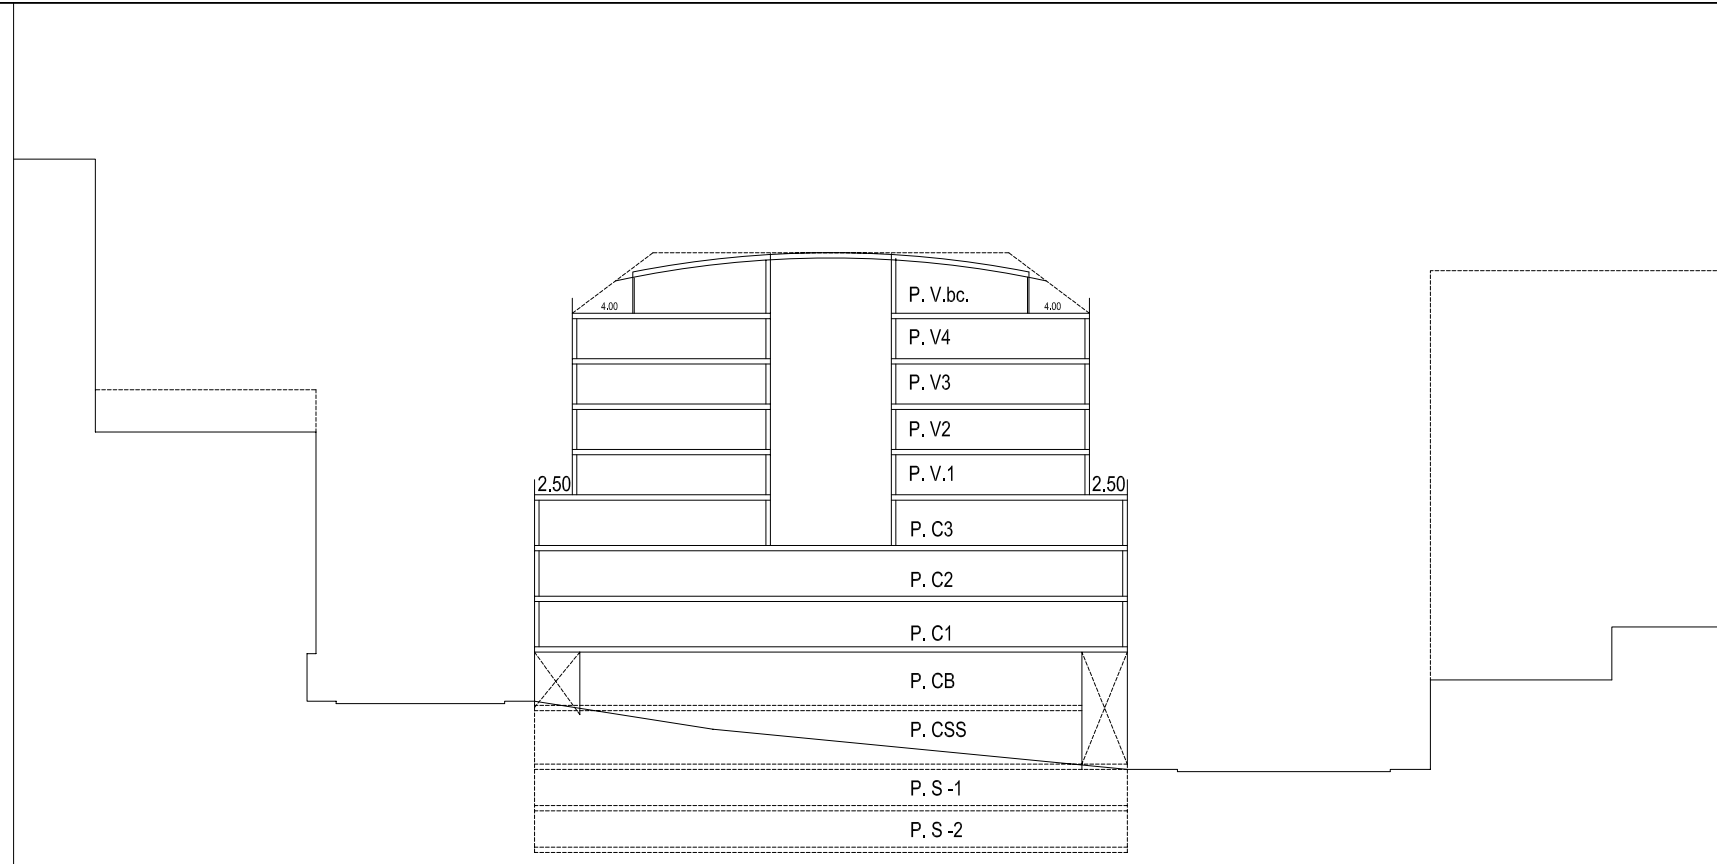 P. V.bc.
4.00
4.00
P. V4
P. V3
P. V2
P. V.1
2.50
2.50
P. C3
P. C2
P. C1
P. CB
P. CSS
P. S -1
P. S -2